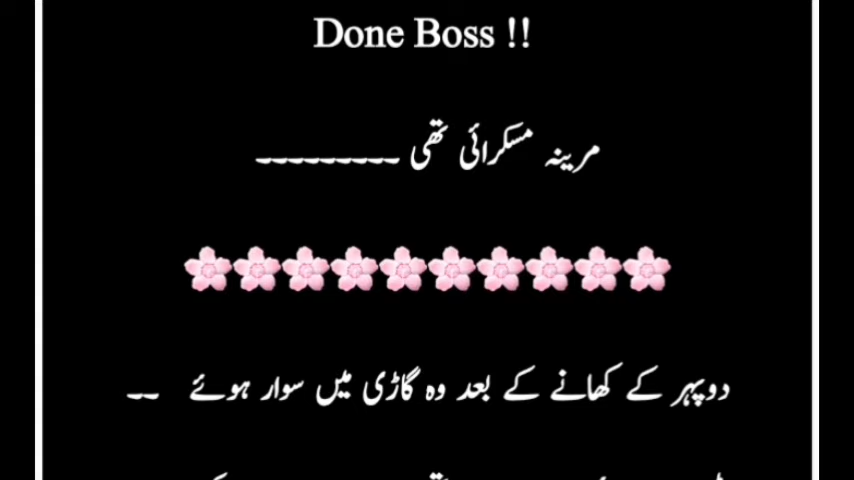 Done Boss !!
مرینہ مسکرائی تھی ۔۔۔۔۔۔۔۔۔
🌸🌸🌸🌸🌸🌸🌸🌸🌸🌸
دوپہر کے کھانے کے بعد وہ گاڑی میں سوار ہوئے ۔۔